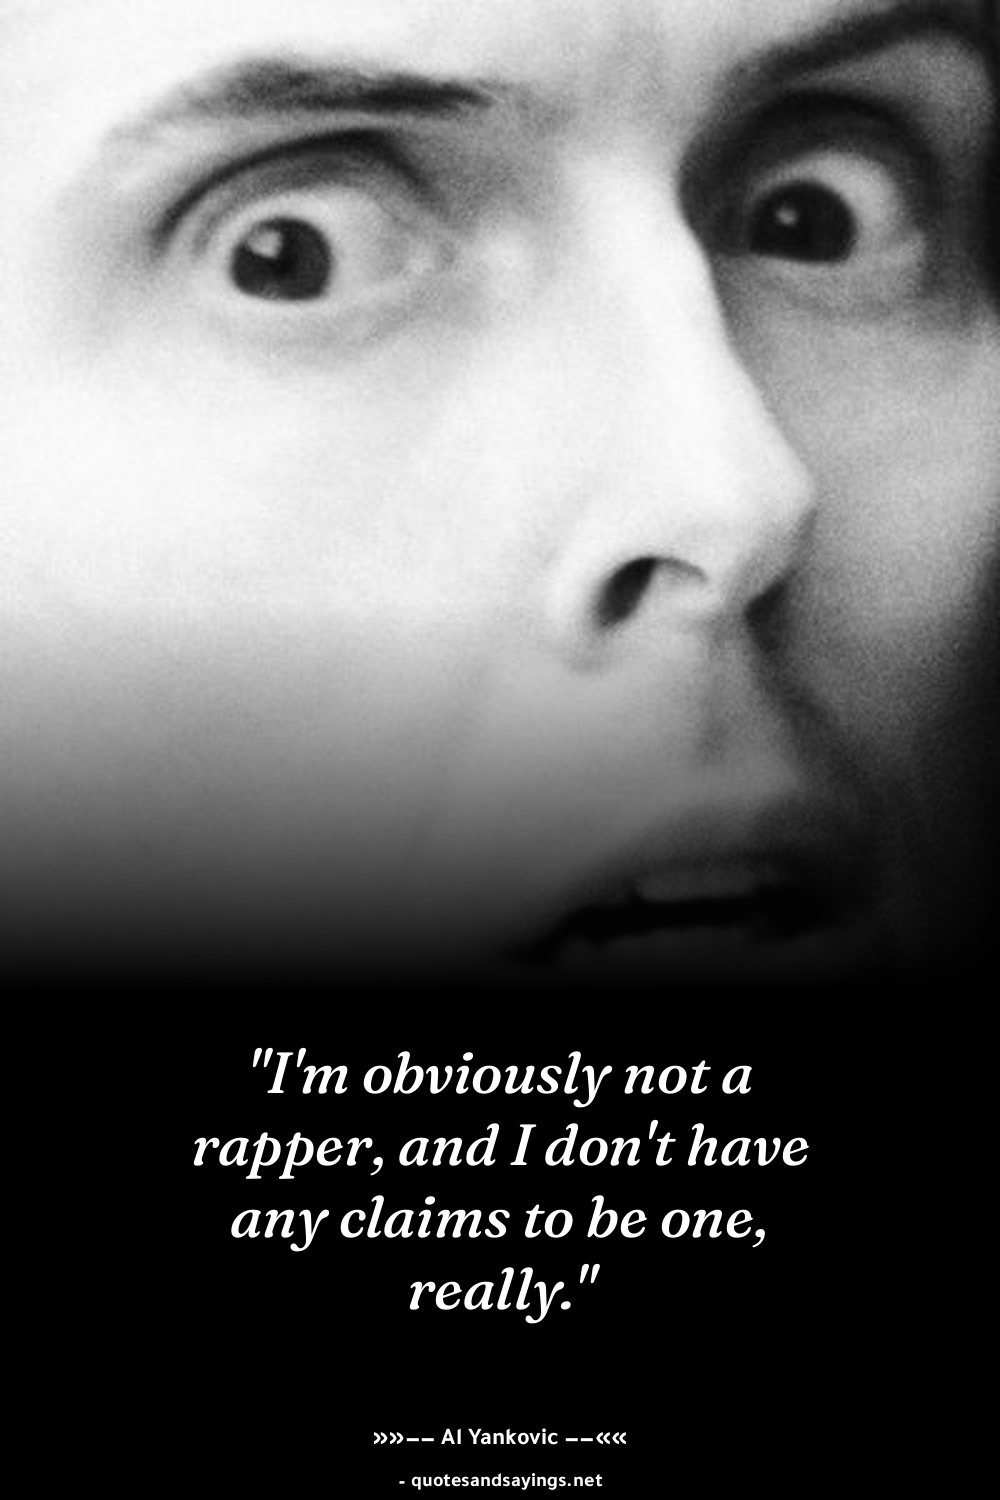 "I'm obviously not a
rapper, and I don't have
any claims to be one,
really."
»»−− Al Yankovic −−««
- quotesandsayings.net